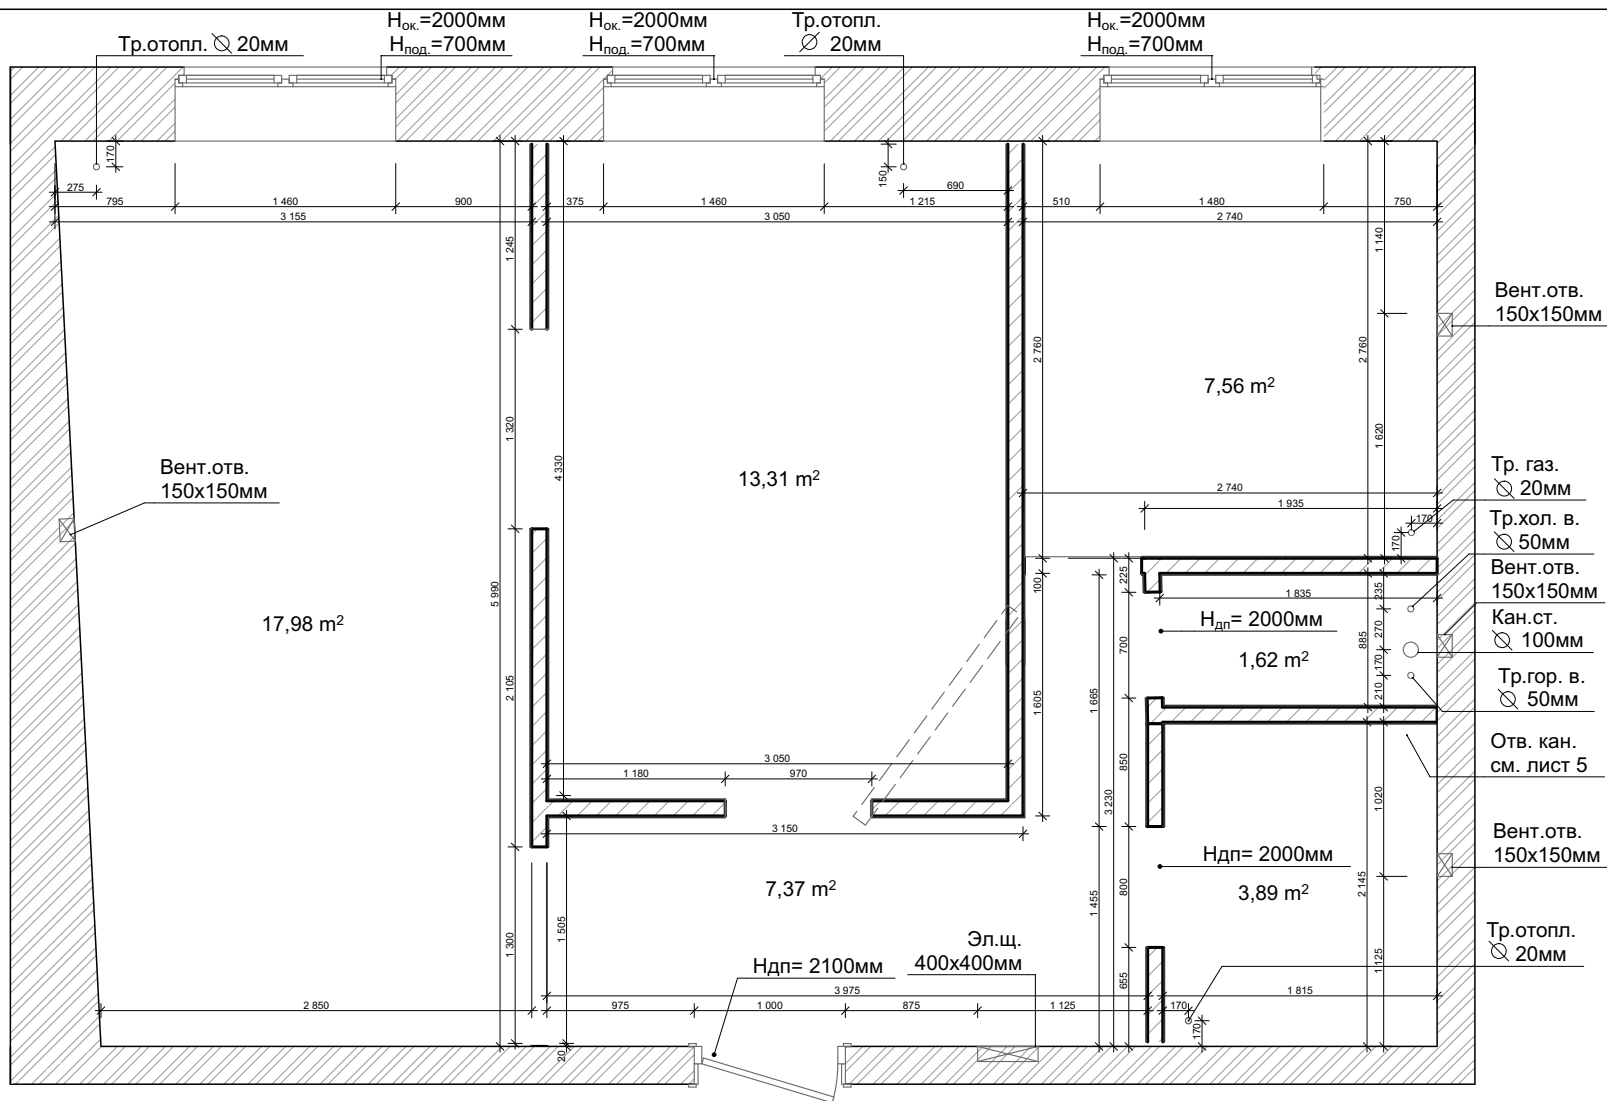 Hок.=2000мм
Hпод.=700мм
Hок.=2000мм
Hпод.=700мм
Тр.отопл.
∅ 20мм
Hок.=2000мм
Hпод.=700мм
Тр.отопл. ∅ 20мм
170
150
275
690
795
1 460
900
375
1 460
1 215
510
1 480
750
3 155
3 050
2 740
1 245
1 140
Вент.отв.
150х150мм
2 760
2 760
7,56 m²
1 320
4 330
1 620
Вент.отв.
150х150мм
13,31 m²
Тр. газ.
∅ 20мм
2 740
1 935
170
170
Тр.хол. в.
∅ 50мм
5 990
17,98 m²
100
225
235
1 835
Вент.отв.
150х150мм
Hдп= 2000мм
700
885
270
Кан.ст.
∅ 100мм
1,62 m²
170
210
2 105
1 605
1 665
Тр.гор. в.
∅ 50мм
Отв. кан.
см. лист 5
3 050
1 180
970
850
3 230
1 020
3 150
Вент.отв.
150х150мм
Hдп= 2000мм
7,37 m²
3,89 m²
1 455
800
2 145
1 300
1 505
Эл.щ.
400х400мм
Hдп= 2100мм
655
1 125
Тр.отопл.
∅ 20мм
3 975
1 815
2 850
975
1 000
875
1 125
170
170
20